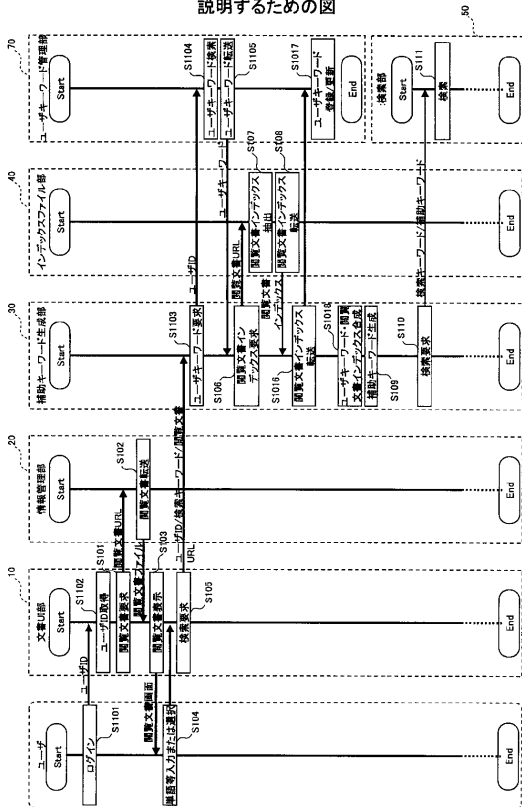 説明するための図
ユーザ
Start
ログイン
S1101
ユーザID
閲覧文書画面
単語等入力または選択
S104
End
10
文書UI部
Start
S1102
ユーザID取得
S101
閲覧文書要求
閲覧文書URL
閲覧文書ファイル
閲覧文書表示
S103
検索要求
S105
ユーザID/検索キーワード/閲覧文書
URL
End
20
情報管理部
Start
S102
閲覧文書転送
End
30
補助キーワード生成部
Start
ユーザキーワード要求
S1103
ユーザID
ユーザキーワード
S106
閲覧文書イン
デックス要求
閲覧文書URL
閲覧文書
インデックス
S1016
閲覧文書インデックス
転送
S1018
ユーザキーワード・閲覧
文書インデックス合成
補助キーワード生成
S109
S110
検索要求
検索キーワード/補助キーワード
End
40
インデックスファイル部
Start
S107
閲覧文書インデックス
抽出
S108
閲覧文書インデックス
転送
End
70
ユーザキーワード管理部
Start
S1104
ユーザキーワード検索
ユーザキーワード転送
S1105
S1017
ユーザキーワード
登録/更新
End
50
:検索部
Start
S111
検索
End